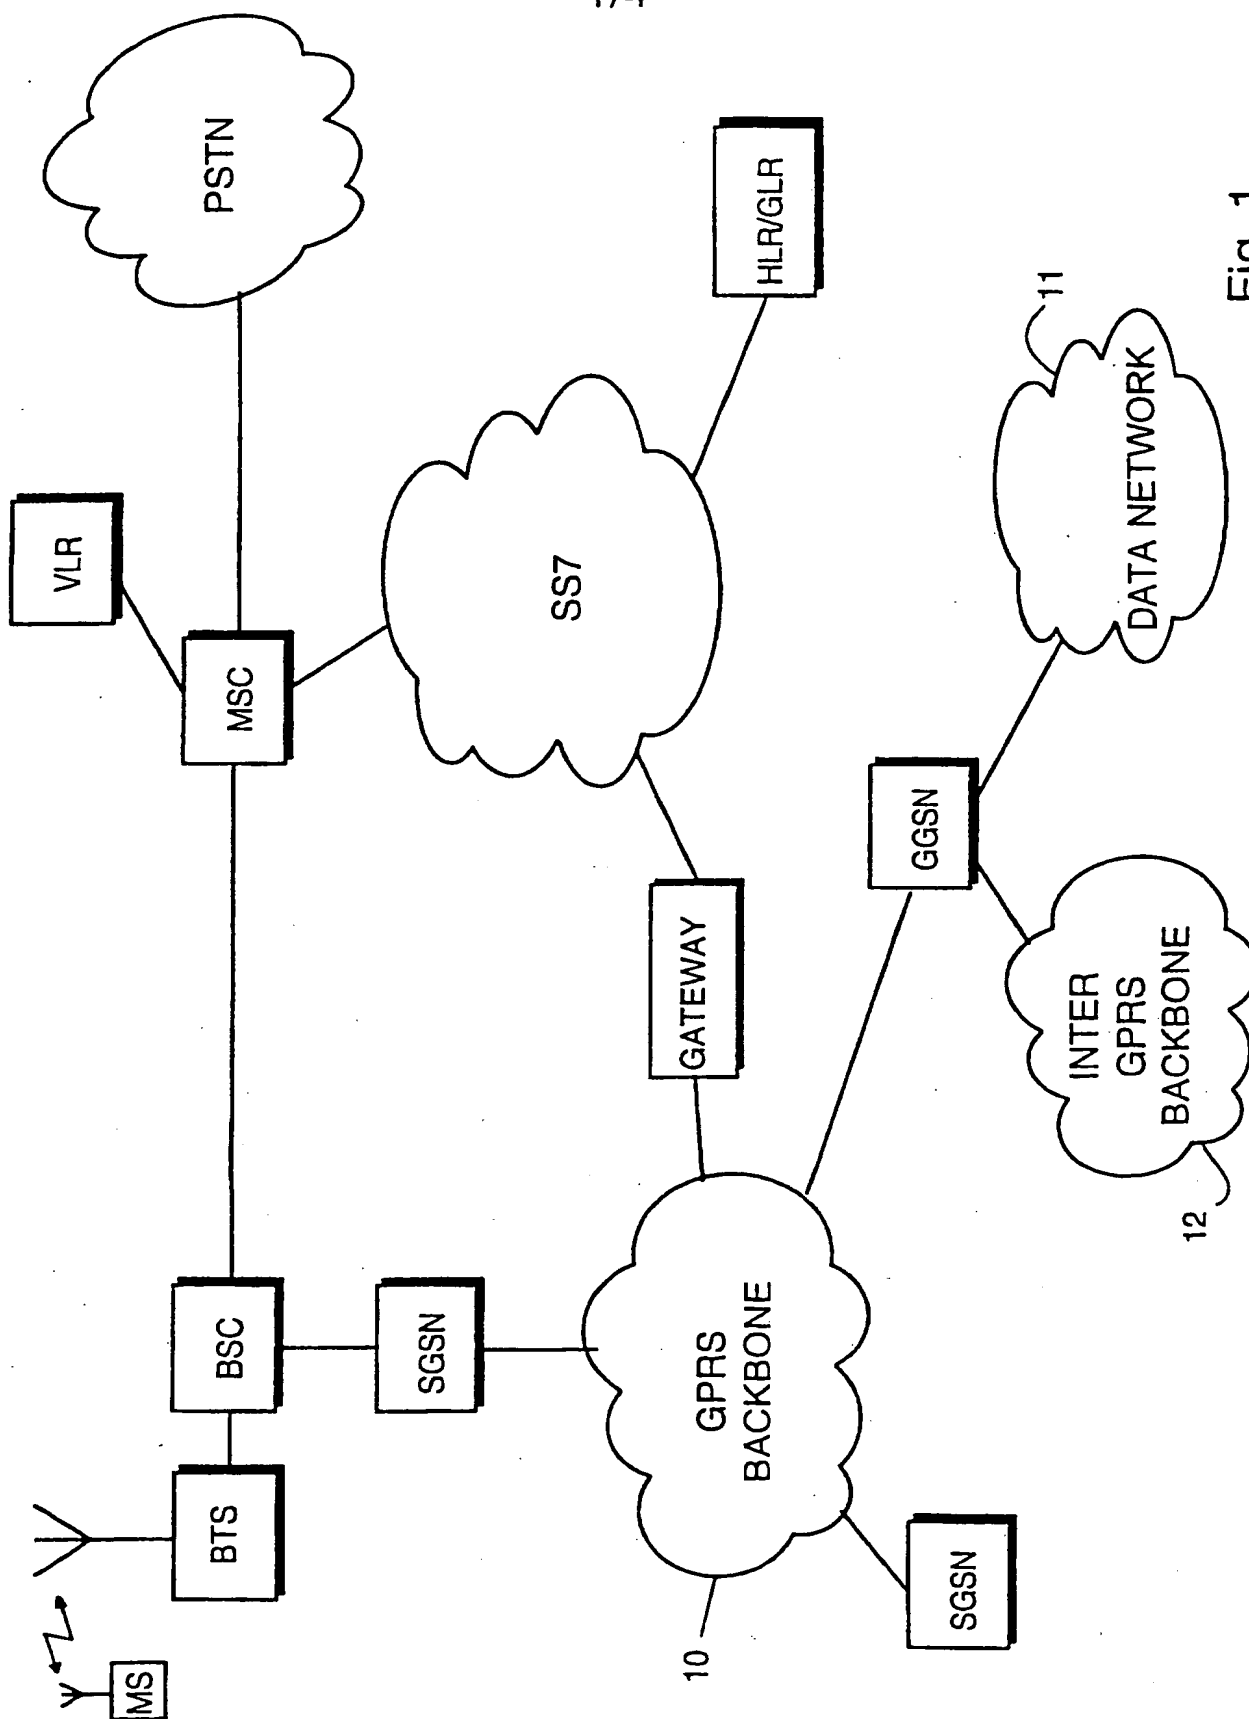 MS
BTS
BSC
MSC
VLR
PSTN
SGSN
SS7
HLR/GLR
GATEWAY
GPRS
BACKBONE
10
SGSN
GGSN
INTER
GPRS
BACKBONE
12
DATA NETWORK
11
Fig. 1